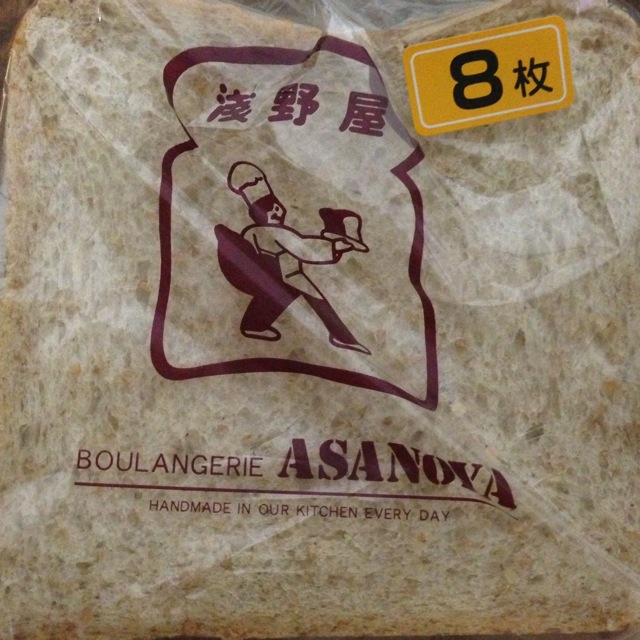 8枚
浅野屋
BOULANGERIE ASANOYA
HANDMADE IN OUR KITCHEN EVERY DAY